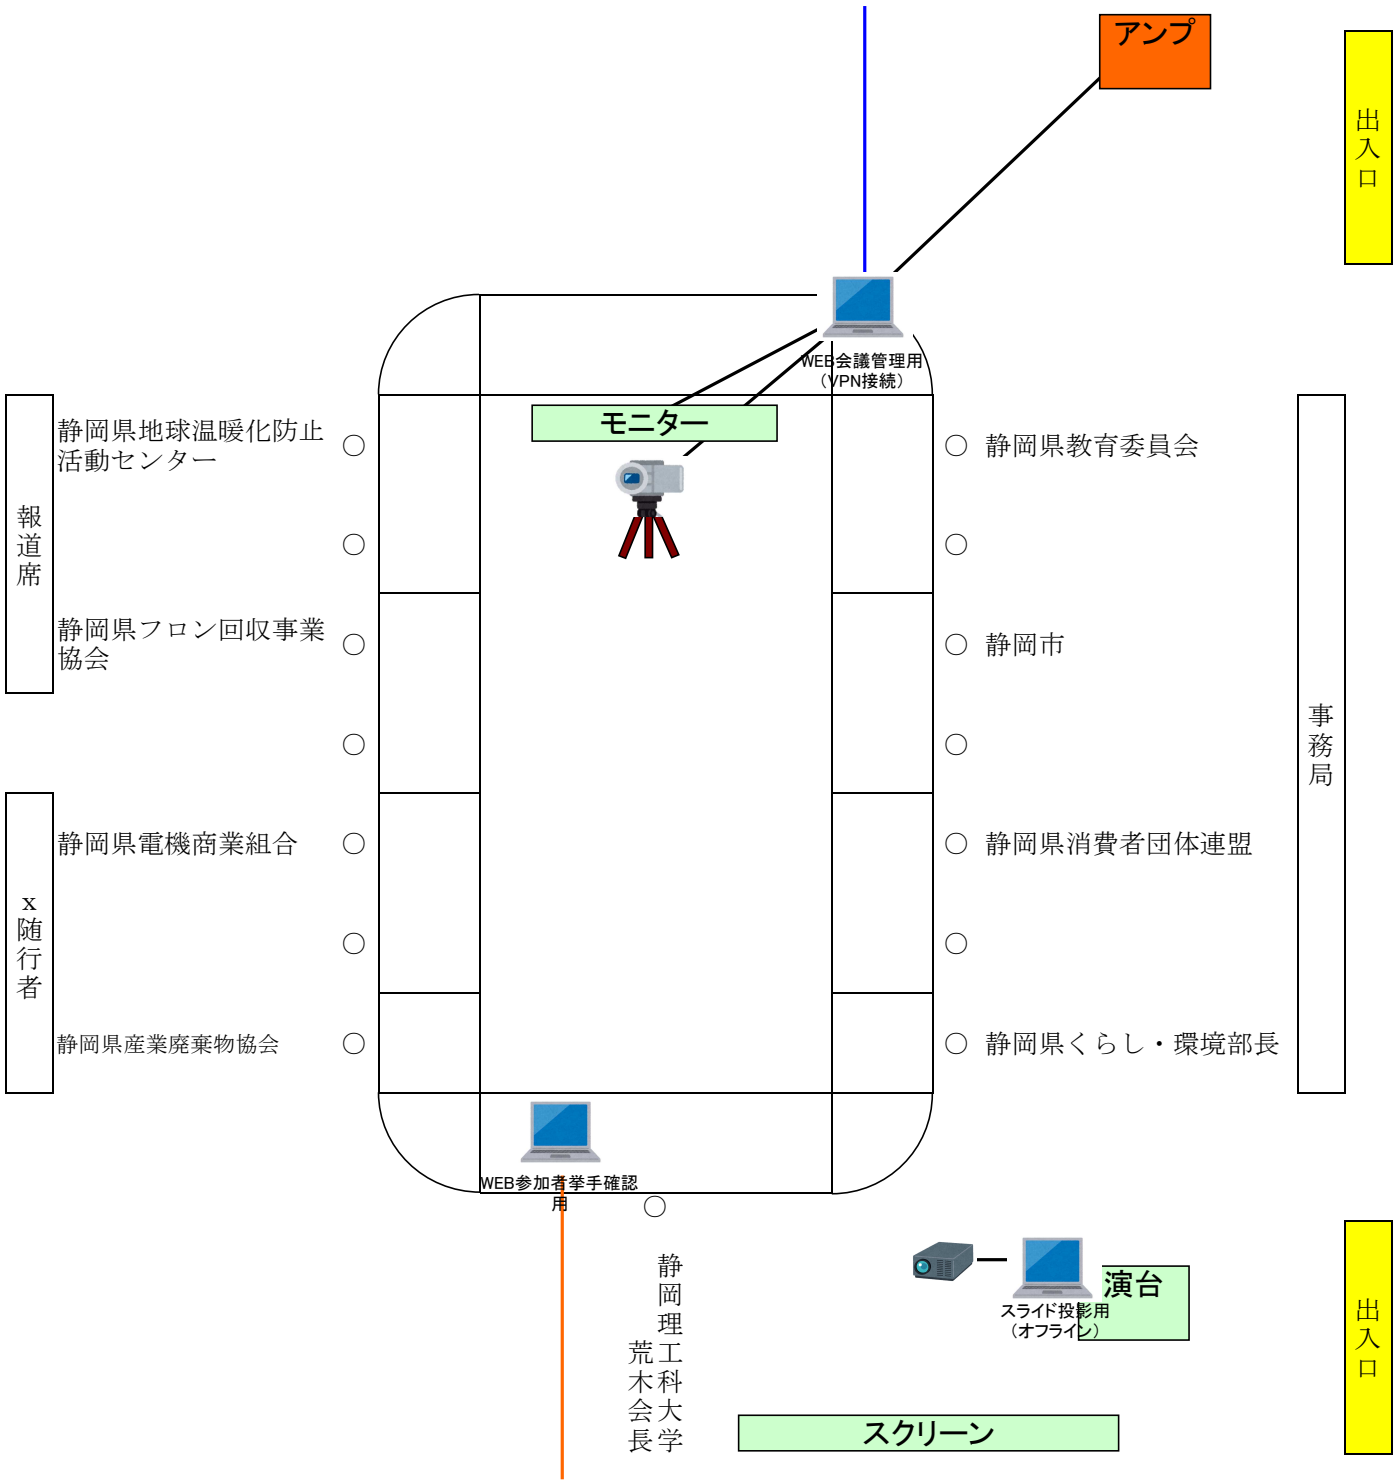 アンプ
出入口
WEB会議管理用
（VPN接続）
モニター
報道席
静岡県地球温暖化防止
活動センター
○
○ 静岡県教育委員会
○
○
静岡県フロン回収事業
協会
○
○ 静岡市
事務局
○
○
x随行者
静岡県電機商業組合 ○
○ 静岡県消費者団体連盟
○
○
静岡県産業廃棄物協会 ○
○ 静岡県くらし・環境部長
WEB参加者挙手確認
用
○
静岡理工科大学
荒木会長
演台
スライド投影用
（オフライン）
出入口
スクリーン